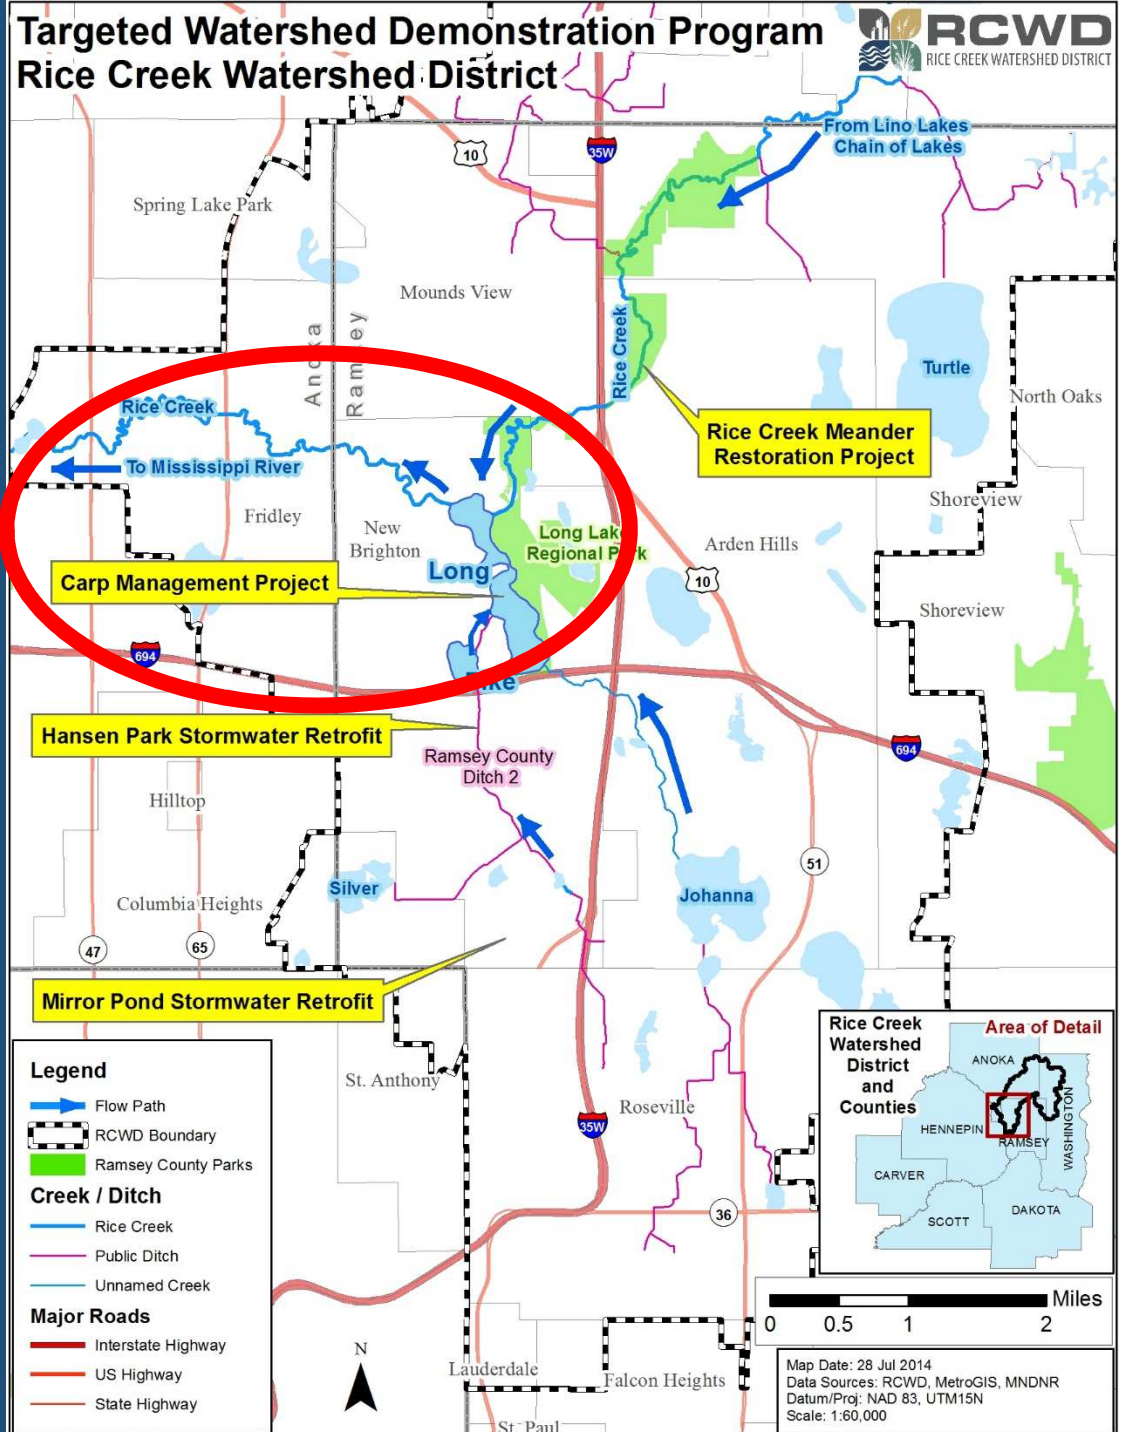 Targeted Watershed Demonstration Program
Rice Creek Watershed District
RCWD
RICE CREEK WATERSHED DISTRICT
From Lino Lakes
Chain of Lakes
10
35W
Spring Lake Park
Mounds View
Anoka
Ramsey
Rice Creek
Turtle
North Oaks
Rice Creek
Rice Creek Meander
Restoration Project
To Mississippi River
Fridley
New
Brighton
Long Lake
Regional Park
Arden Hills
Shoreview
Long
10
Carp Management Project
Shoreview
694
Pike
Hansen Park Stormwater Retrofit
Ramsey County
Ditch 2
694
Hilltop
51
Silver
Johanna
Columbia Heights
47
65
Mirror Pond Stormwater Retrofit
St. Anthony
Roseville
35W
36
Lauderdale
Falcon Heights
St. Paul
N
Legend
Flow Path
RCWD Boundary
Ramsey County Parks
Creek / Ditch
Rice Creek
Public Ditch
Unnamed Creek
Major Roads
Interstate Highway
US Highway
State Highway
Rice Creek
Watershed
District
and
Counties
Area of Detail
ANOKA
WASHINGTON
HENNEPIN
RAMSEY
CARVER
SCOTT
DAKOTA
Miles
0 0.5 1 2
Map Date: 28 Jul 2014
Data Sources: RCWD, MetroGIS, MNDNR
Datum/Proj: NAD 83, UTM15N
Scale: 1:60,000